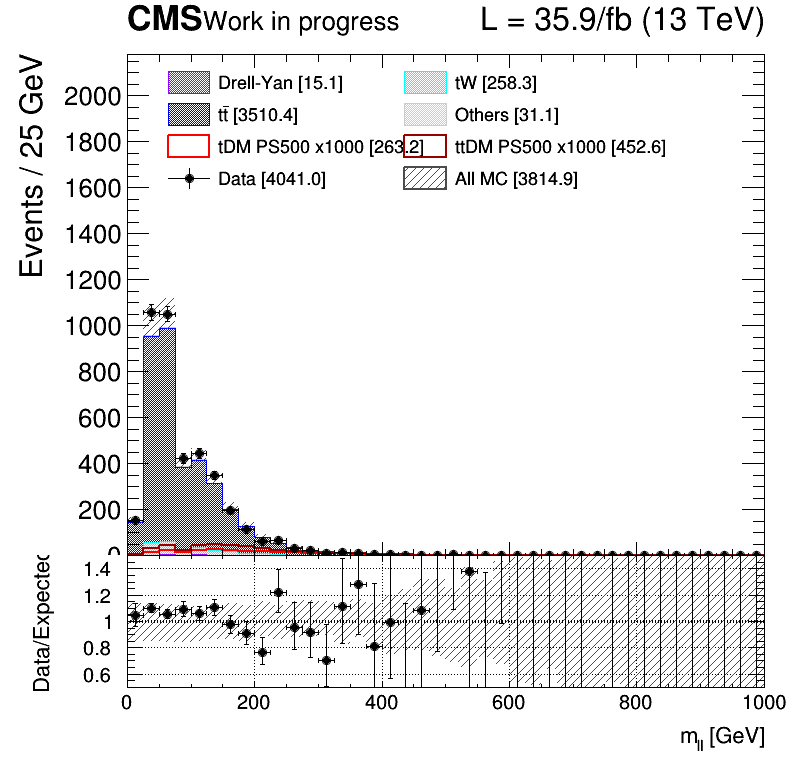 CMS Work in progress L = 35.9/fb (13 TeV)
Events / 25 GeV
Drell-Yan [15.1] tW [258.3]
tt̄ [3510.4] Others [31.1]
tDM PS500 x1000 [263.2] ttDM PS500 x1000 [452.6]
Data [4041.0] All MC [3814.9]
2000
1800
1600
1400
1200
1000
800
600
400
200
0
Data/Expected
1.4
1.2
1
0.8
0.6
0 200 400 600 800 1000
m_ll [GeV]